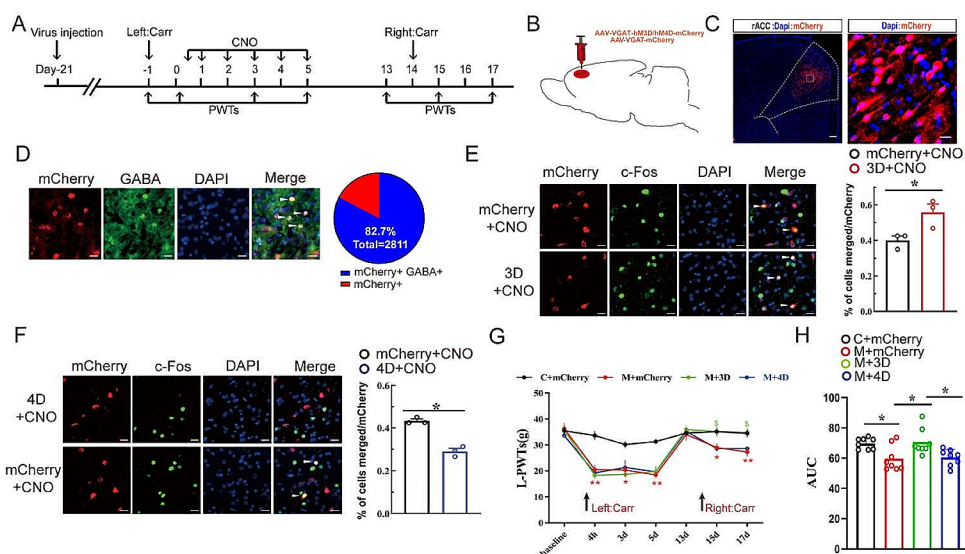 A
Virus injection
Left:Carr
CNO
Right:Carr
Day-21
-1 0 1 2 3 4 5 13 14 15 16 17
PWTs
PWTs
B
AAV-VGAT-hM3D/hM4D-mCherry
AAV-VGAT-mCherry
C
rACC :Dapi:mCherry
Dapi:mCherry
D
mCherry GABA DAPI Merge
82.7%
Total=2811
mCherry+ GABA+
mCherry+
E
mCherry c-Fos DAPI Merge
mCherry
+CNO
3D
+CNO
mCherry+CNO
3D+CNO
% of cells merged/mCherry
0.6
0.4
0.2
0.0
*
F
mCherry c-Fos DAPI Merge
4D
+CNO
mCherry
+CNO
mCherry+CNO
4D+CNO
% of cells merged/mCherry
0.6
0.4
0.2
0.0
*
G
C+mCherry M+mCherry M+3D M+4D
L-PWTs(g)
50
40
30
20
10
0
$ $
** * ** * **
Left:Carr
Right:Carr
baseline 4h 3d 5d 13d 15d 17d
H
C+mCherry
M+mCherry
M+3D
M+4D
AUC
100
80
60
40
20
0
* * *